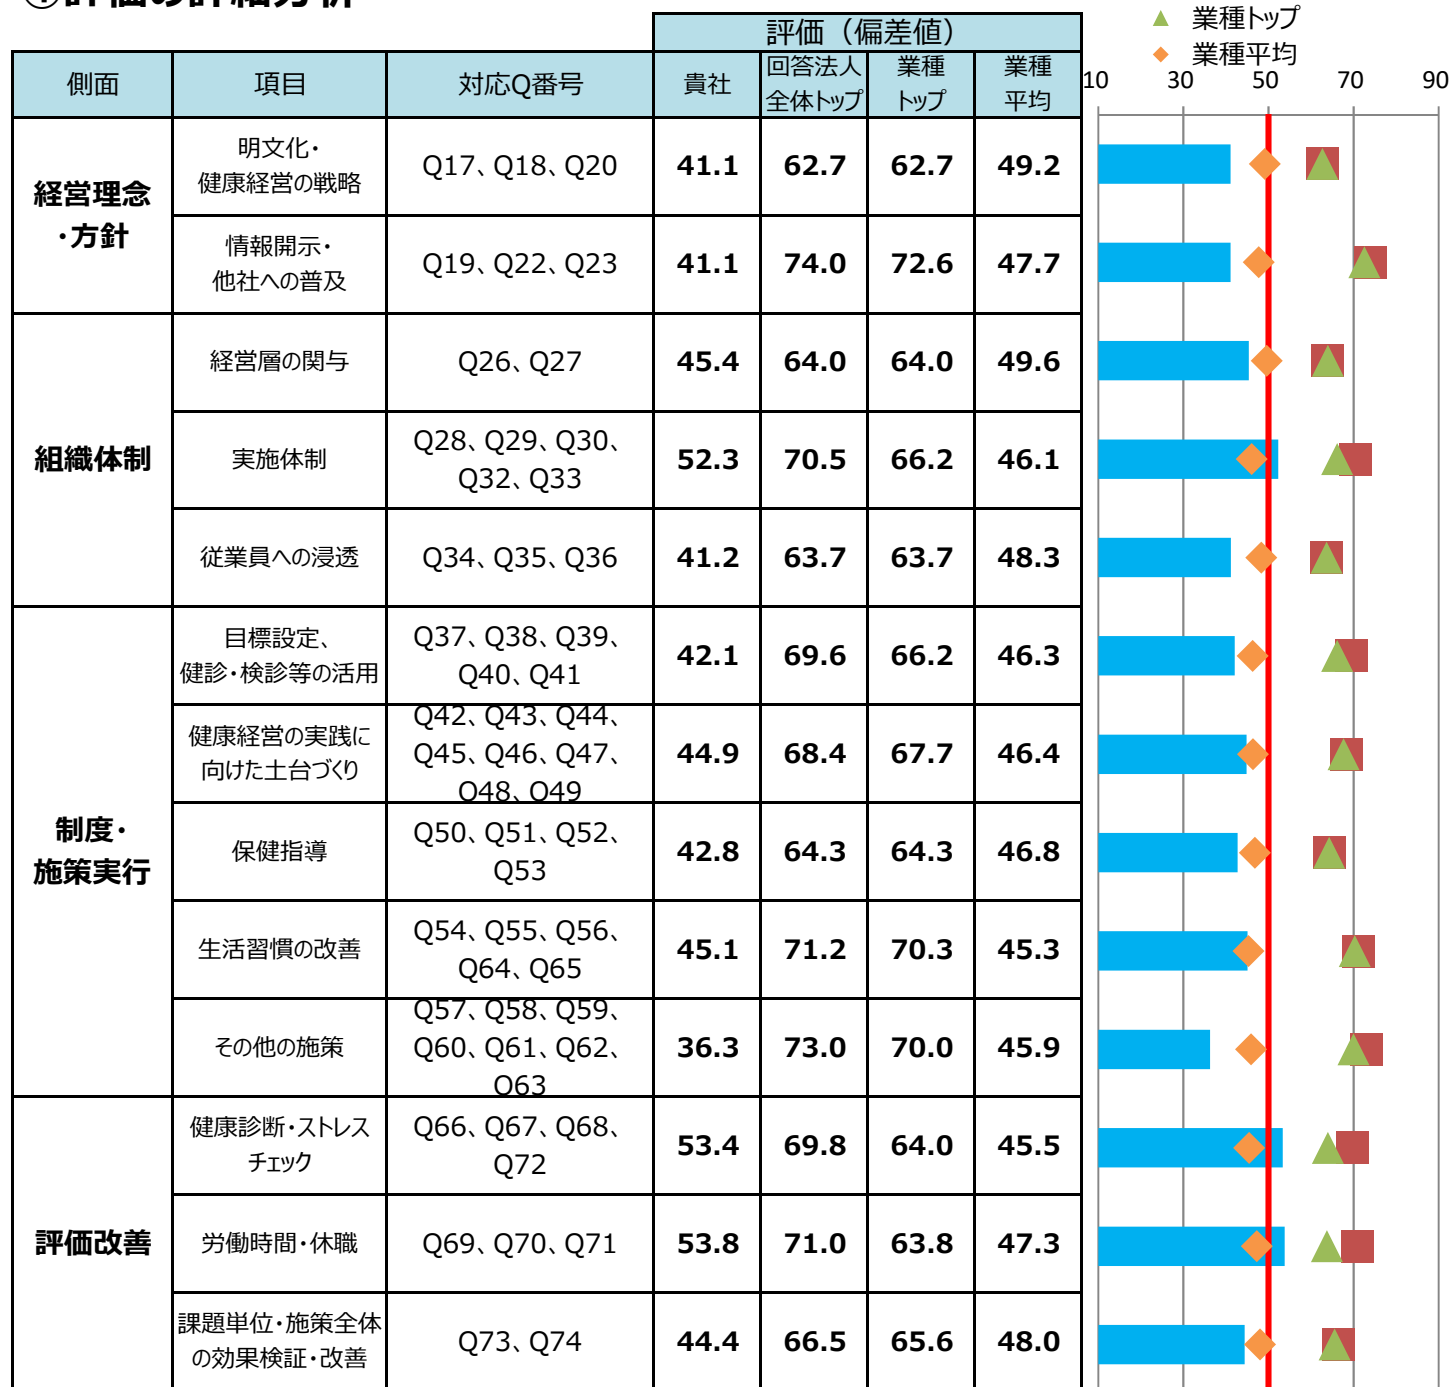 ①評価の詳細分析
▲ 業種トップ
◆ 業種平均
評価（偏差値）
側面 項目 対応Q番号 貴社 回答法人 業種 業種
全体トップ トップ 平均
10 30 50 70 90
経営理念
・方針
明文化・
健康経営の戦略
Q17、Q18、Q20 41.1 62.7 62.7 49.2
情報開示・
他社への普及
Q19、Q22、Q23 41.1 74.0 72.6 47.7
組織体制
経営層の関与 Q26、Q27 45.4 64.0 64.0 49.6
実施体制
Q28、Q29、Q30、
Q32、Q33
52.3 70.5 66.2 46.1
従業員への浸透 Q34、Q35、Q36 41.2 63.7 63.7 48.3
制度・
施策実行
目標設定、
健診・検診等の活用
Q37、Q38、Q39、
Q40、Q41
42.1 69.6 66.2 46.3
健康経営の実践に
向けた土台づくり
Q42、Q43、Q44、
Q45、Q46、Q47、
Q48、Q49
44.9 68.4 67.7 46.4
保健指導
Q50、Q51、Q52、
Q53
42.8 64.3 64.3 46.8
生活習慣の改善
Q54、Q55、Q56、
Q64、Q65
45.1 71.2 70.3 45.3
その他の施策
Q57、Q58、Q59、
Q60、Q61、Q62、
Q63
36.3 73.0 70.0 45.9
評価改善
健康診断・ストレス
チェック
Q66、Q67、Q68、
Q72
53.4 69.8 64.0 45.5
労働時間・休職 Q69、Q70、Q71 53.8 71.0 63.8 47.3
課題単位・施策全体
の効果検証・改善
Q73、Q74 44.4 66.5 65.6 48.0